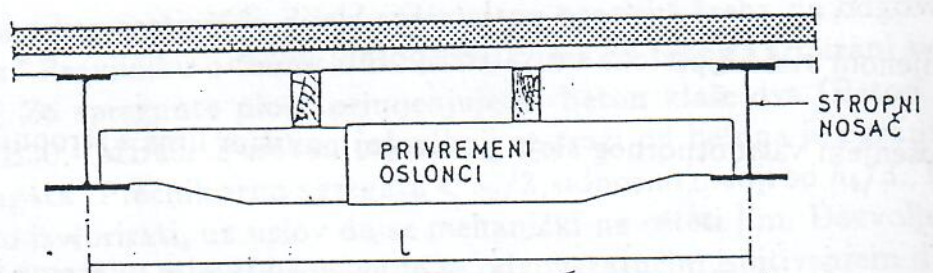 STROPNI
NOSAČ
PRIVREMENI
OSLONCI
L